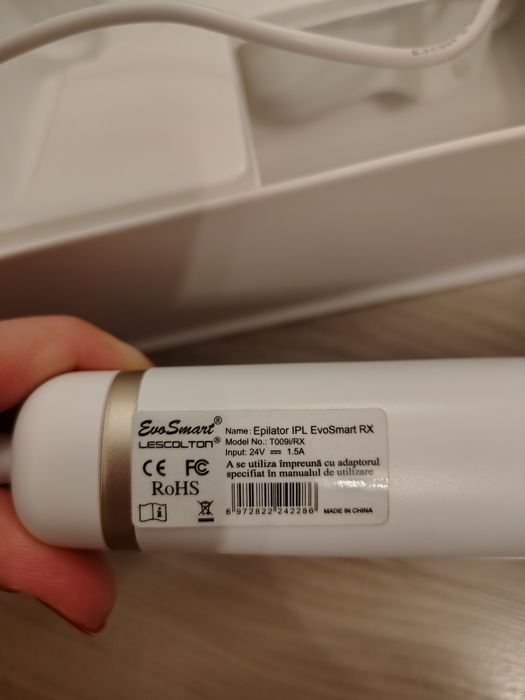 EvoSmart®
LESCOLTON®
Name: Epilator IPL EvoSmart RX
Model No.: T009i/RX
Input: 24V ⎓ 1.5A
A se utiliza împreună cu adaptorul
specifiat în manualul de utilizare
CE FC
RoHS
6 972822 242286
MADE IN CHINA